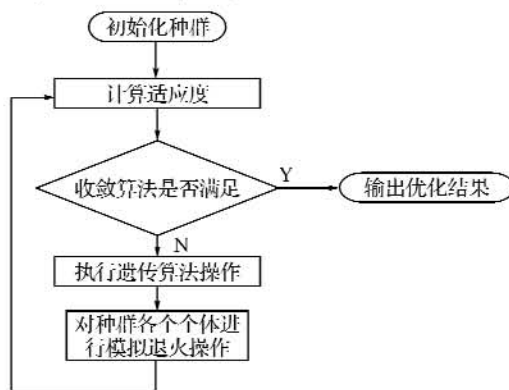 初始化种群
计算适应度
收敛算法是否满足
Y
输出优化结果
N
执行遗传算法操作
对种群各个个体进
行模拟退火操作